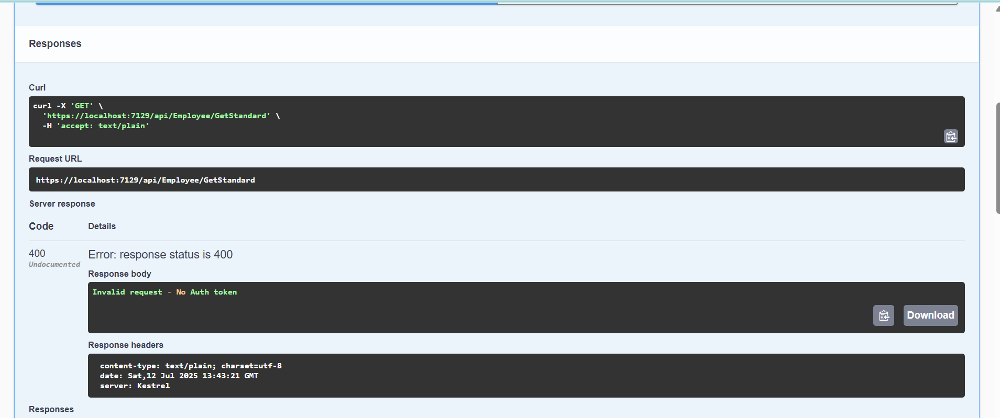 Responses
Curl
curl -X 'GET' \
'https://localhost:7129/api/Employee/GetStandard' \
-H 'accept: text/plain'
Request URL
https://localhost:7129/api/Employee/GetStandard
Server response
Code Details
400 Error: response status is 400
Undocumented
Response body
Invalid request - No Auth token
Download
Response headers
content-type: text/plain; charset=utf-8
date: Sat,12 Jul 2025 13:43:21 GMT
server: Kestrel
Responses